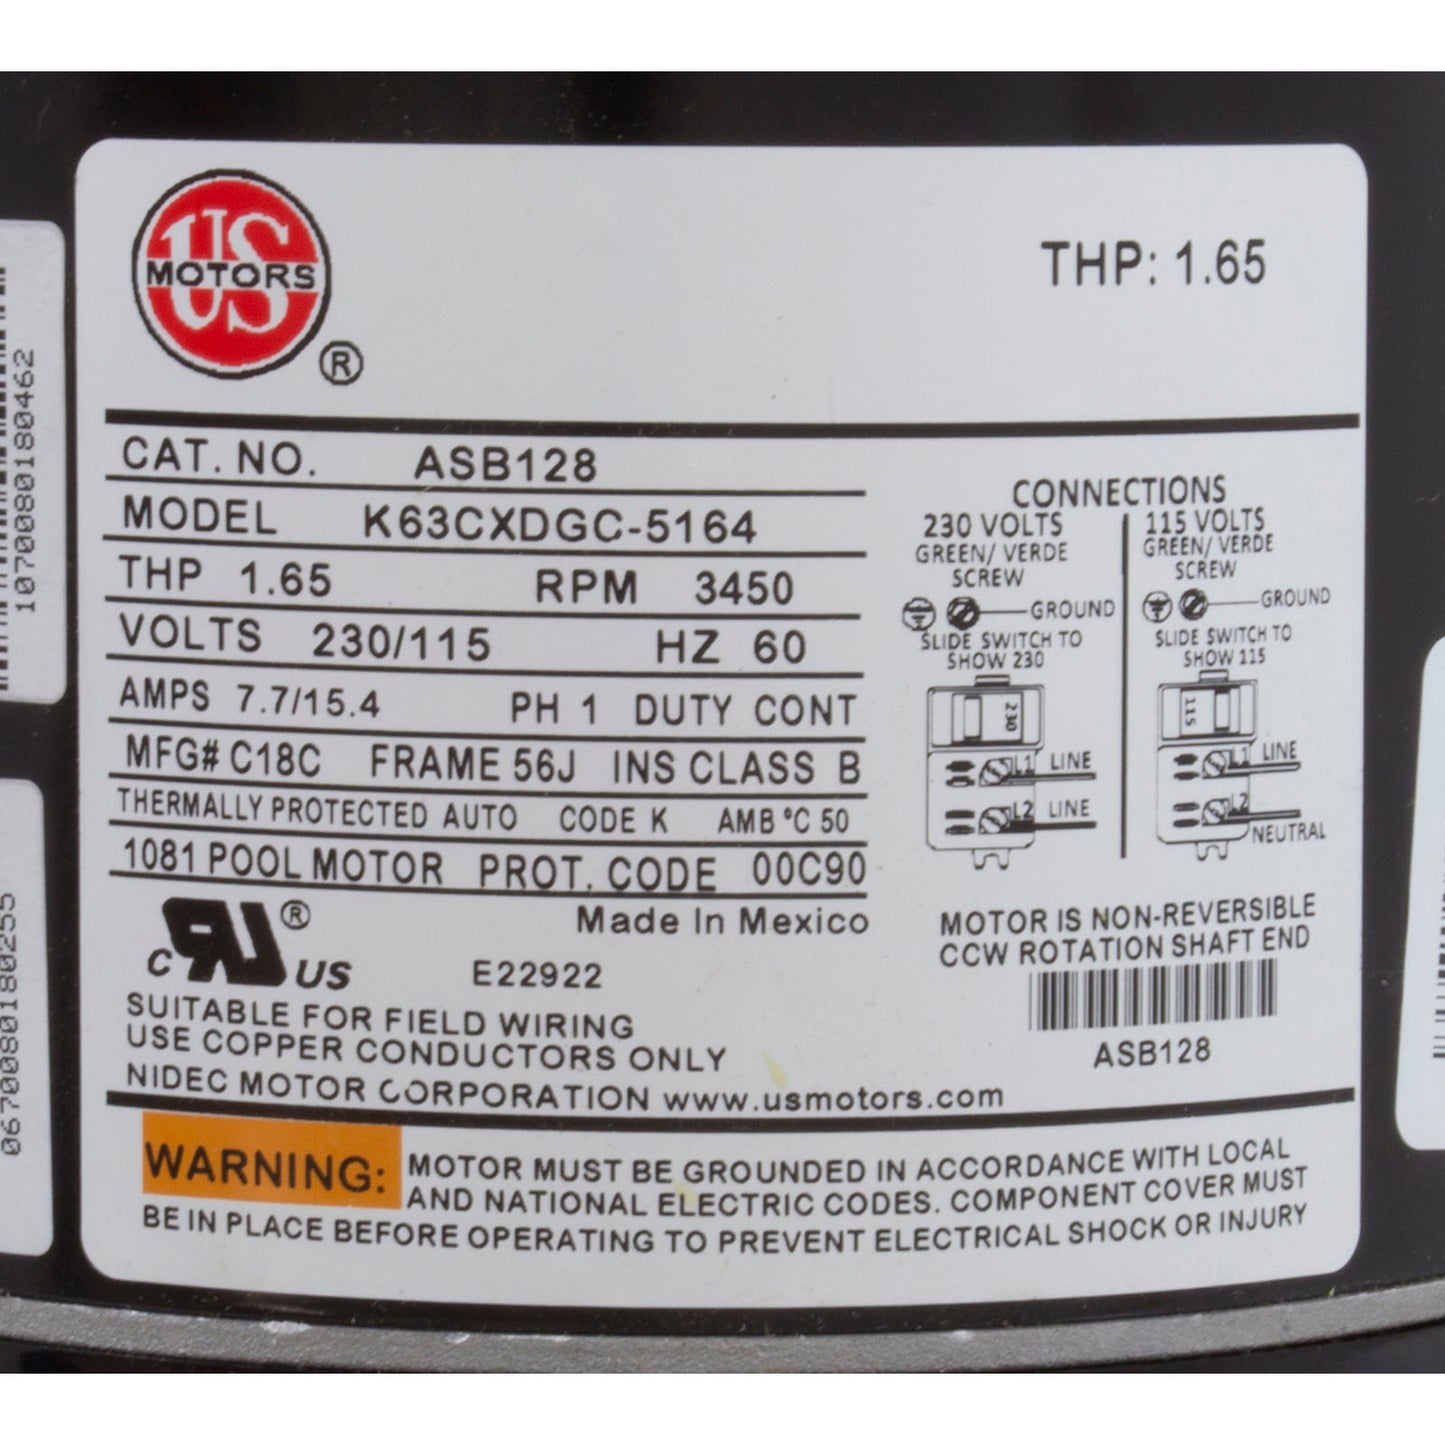 US
MOTORS
®
THP: 1.65
CAT. NO. ASB128
MODEL K63CXDGC-5164
THP 1.65 RPM 3450
VOLTS 230/115 HZ 60
AMPS 7.7/15.4 PH 1 DUTY CONT
MFG# C18C FRAME 56J INS CLASS B
THERMALLY PROTECTED AUTO CODE K AMB °C 50
1081 POOL MOTOR PROT. CODE 00C90
Made In Mexico
c UR ® US E22922
SUITABLE FOR FIELD WIRING
USE COPPER CONDUCTORS ONLY
NIDEC MOTOR CORPORATION www.usmotors.com
CONNECTIONS
230 VOLTS
GREEN/ VERDE
SCREW
GROUND
SLIDE SWITCH TO
SHOW 230
230
L1 LINE
L2 LINE
115 VOLTS
GREEN/ VERDE
SCREW
GROUND
SLIDE SWITCH TO
SHOW 115
115
L1 LINE
L2
NEUTRAL
MOTOR IS NON-REVERSIBLE
CCW ROTATION SHAFT END
ASB128
WARNING: MOTOR MUST BE GROUNDED IN ACCORDANCE WITH LOCAL
AND NATIONAL ELECTRIC CODES. COMPONENT COVER MUST
BE IN PLACE BEFORE OPERATING TO PREVENT ELECTRICAL SHOCK OR INJURY
10700801180462
06700801180255